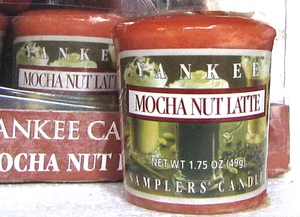 YANKEE
MOCHA NUT LATTE
ANKEE CA
MOCHA NUT
YANKEE
MOCHA NUT LATTE
NET WT 1.75 OZ (49g)
SAMPLERS CANDLE